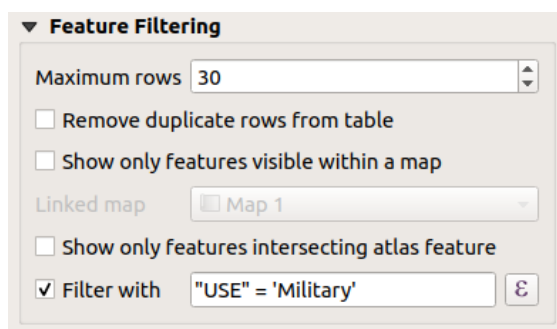 Feature Filtering
Maximum rows 30
Remove duplicate rows from table
Show only features visible within a map
Linked map Map 1
Show only features intersecting atlas feature
Filter with "USE" = 'Military' ε